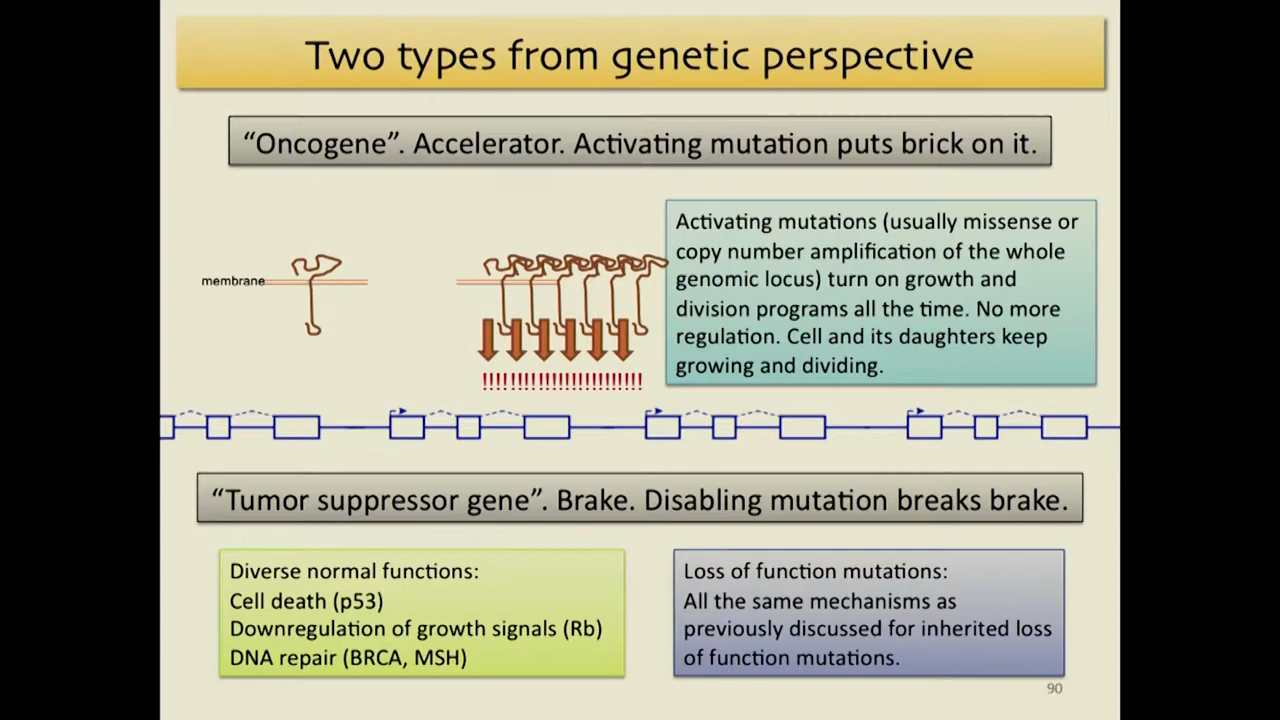 Two types from genetic perspective
“Oncogene”. Accelerator. Activating mutation puts brick on it.
membrane
!!!!!!!!!!!!!!!!!!!!!!!!
Activating mutations (usually missense or
copy number amplification of the whole
genomic locus) turn on growth and
division programs all the time. No more
regulation. Cell and its daughters keep
growing and dividing.
“Tumor suppressor gene”. Brake. Disabling mutation breaks brake.
Diverse normal functions:
Cell death (p53)
Downregulation of growth signals (Rb)
DNA repair (BRCA, MSH)
Loss of function mutations:
All the same mechanisms as
previously discussed for inherited loss
of function mutations.
90